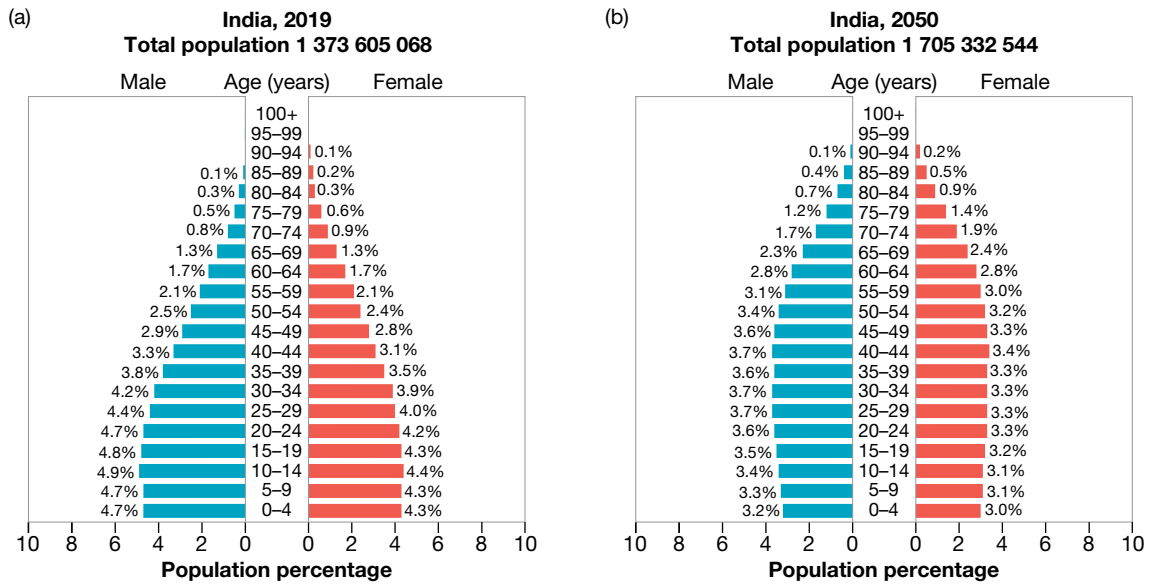 (a)
India, 2019
Total population 1 373 605 068
Male Age (years) Female
100+
95–99
90–94 0.1%
0.1% 85–89 0.2%
0.3% 80–84 0.3%
0.5% 75–79 0.6%
0.8% 70–74 0.9%
1.3% 65–69 1.3%
1.7% 60–64 1.7%
2.1% 55–59 2.1%
2.5% 50–54 2.4%
2.9% 45–49 2.8%
3.3% 40–44 3.1%
3.8% 35–39 3.5%
4.2% 30–34 3.9%
4.4% 25–29 4.0%
4.7% 20–24 4.2%
4.8% 15–19 4.3%
4.9% 10–14 4.4%
4.7% 5–9 4.3%
4.7% 0–4 4.3%
10 8 6 4 2 0 0 2 4 6 8 10
Population percentage
(b)
India, 2050
Total population 1 705 332 544
Male Age (years) Female
100+
95–99
0.1% 90–94 0.2%
0.4% 85–89 0.5%
0.7% 80–84 0.9%
1.2% 75–79 1.4%
1.7% 70–74 1.9%
2.3% 65–69 2.4%
2.8% 60–64 2.8%
3.1% 55–59 3.0%
3.4% 50–54 3.2%
3.6% 45–49 3.3%
3.7% 40–44 3.4%
3.6% 35–39 3.3%
3.7% 30–34 3.3%
3.7% 25–29 3.3%
3.6% 20–24 3.3%
3.5% 15–19 3.2%
3.4% 10–14 3.1%
3.3% 5–9 3.1%
3.2% 0–4 3.0%
10 8 6 4 2 0 0 2 4 6 8 10
Population percentage